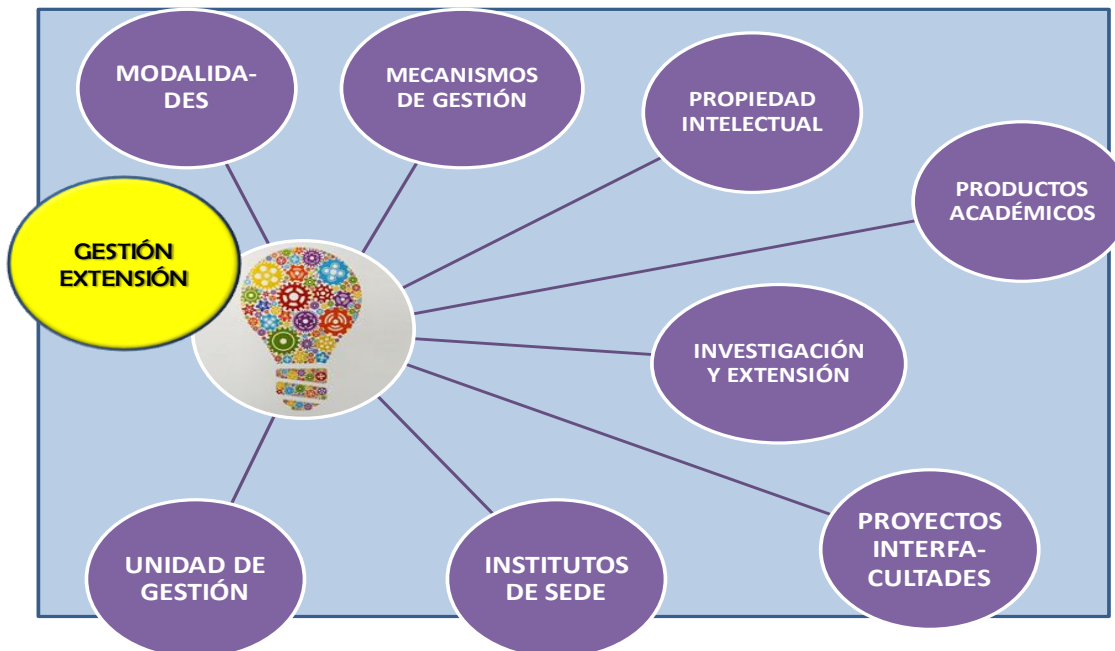 MODALIDA-
DES
MECANISMOS
DE GESTIÓN
PROPIEDAD
INTELECTUAL
PRODUCTOS
ACADÉMICOS
GESTIÓN
EXTENSIÓN
INVESTIGACIÓN
Y EXTENSIÓN
PROYECTOS
INTERFA-
CULTADES
UNIDAD DE
GESTIÓN
INSTITUTOS
DE SEDE